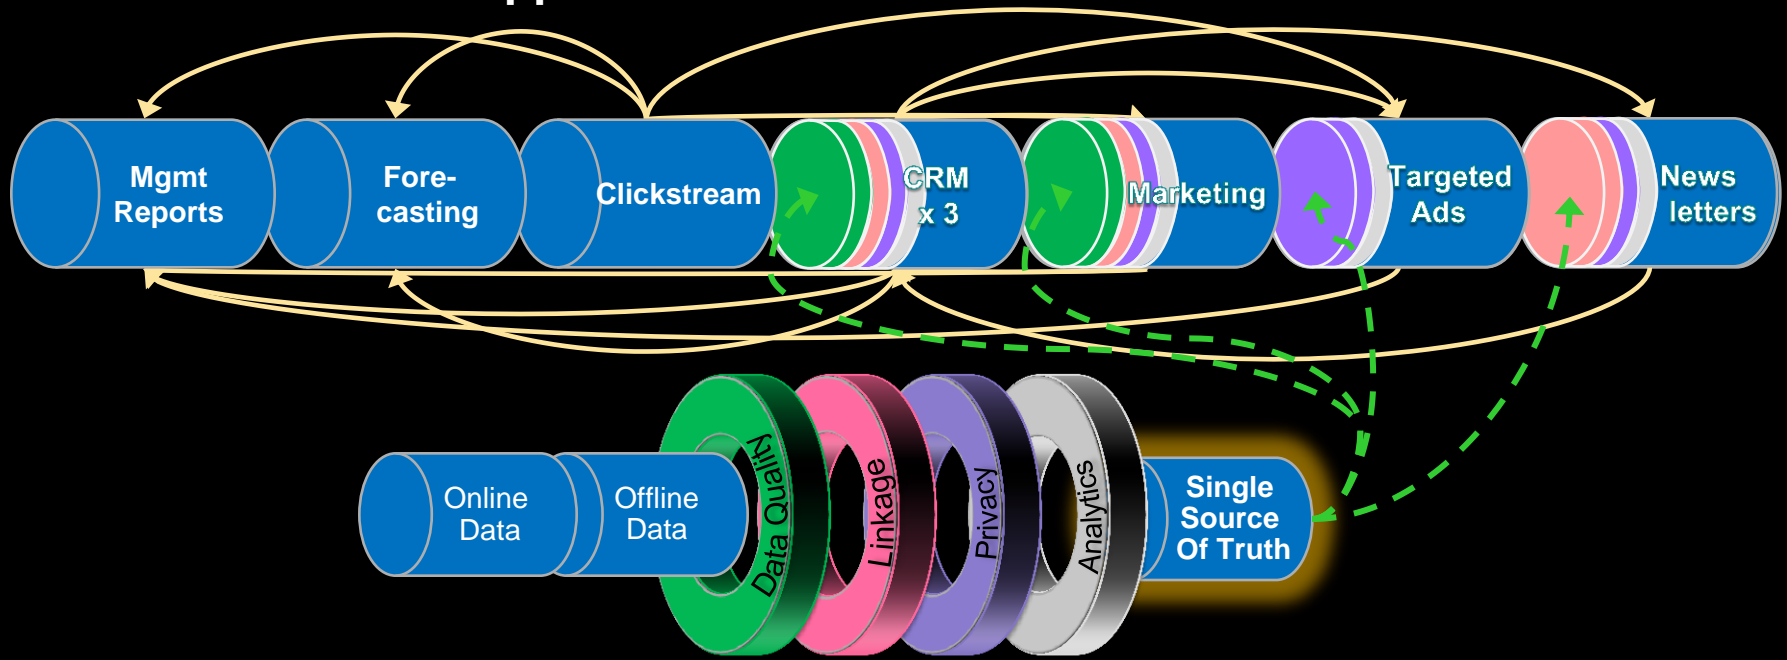 Mgmt
Reports
Fore-
casting
Clickstream
CRM
x 3
Marketing
Targeted
Ads
News
letters
Online
Data
Offline
Data
Data Quality
Linkage
Privacy
Analytics
Single
Source
Of Truth